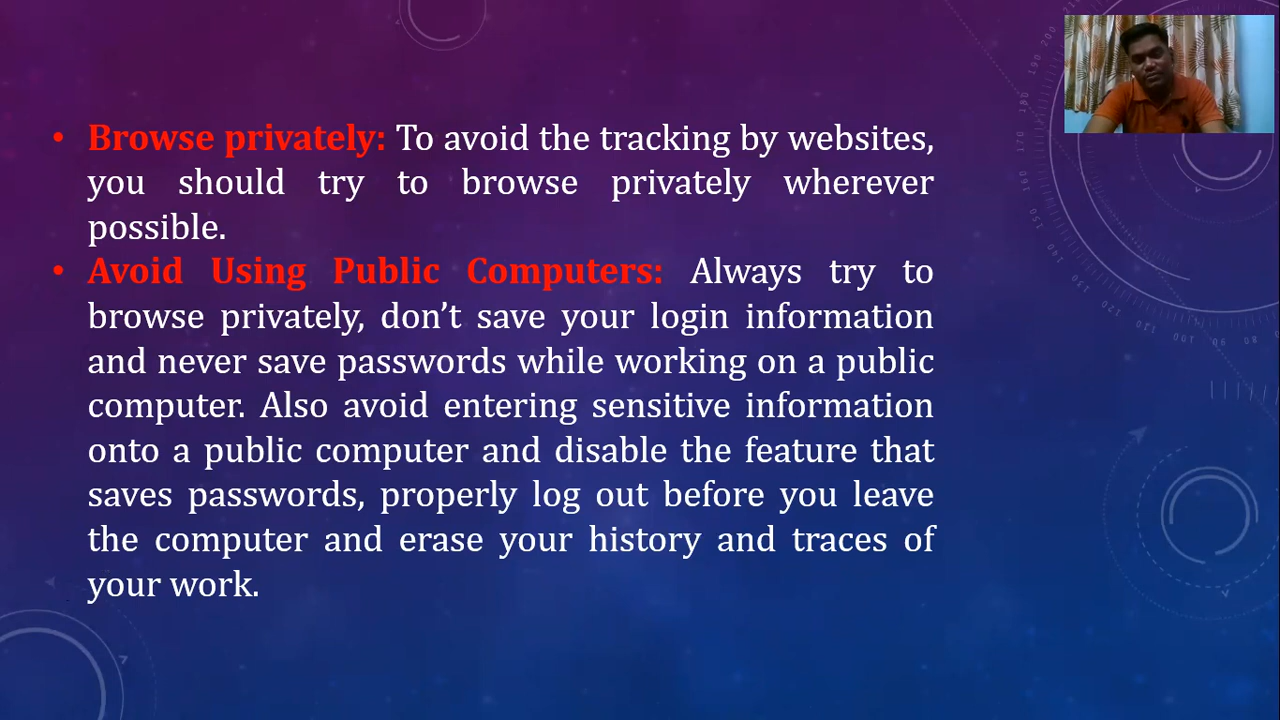 • Browse privately: To avoid the tracking by websites,
you should try to browse privately wherever
possible.
• Avoid Using Public Computers: Always try to
browse privately, don’t save your login information
and never save passwords while working on a public
computer. Also avoid entering sensitive information
onto a public computer and disable the feature that
saves passwords, properly log out before you leave
the computer and erase your history and traces of
your work.